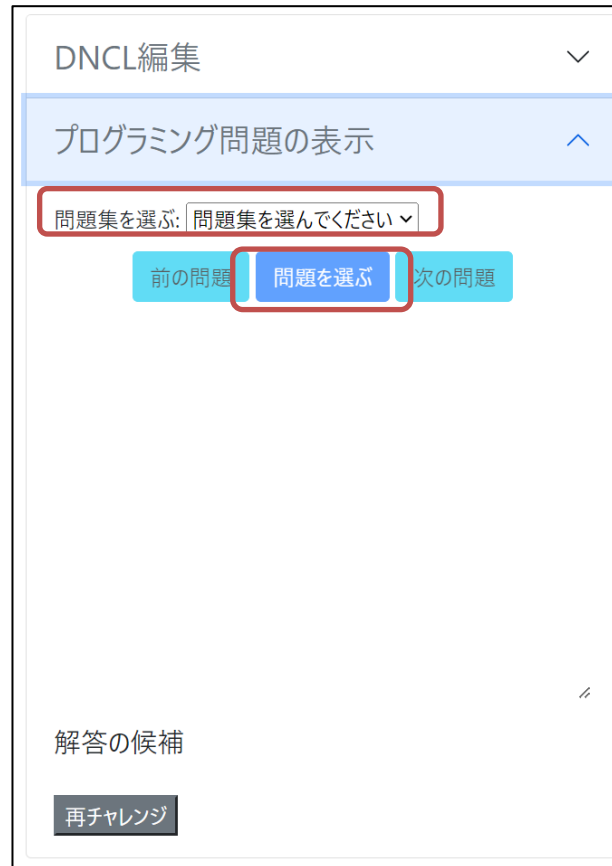 DNCL編集
プログラミング問題の表示
問題集を選ぶ: 問題集を選んでください
前の問題 問題を選ぶ 次の問題
解答の候補
再チャレンジ